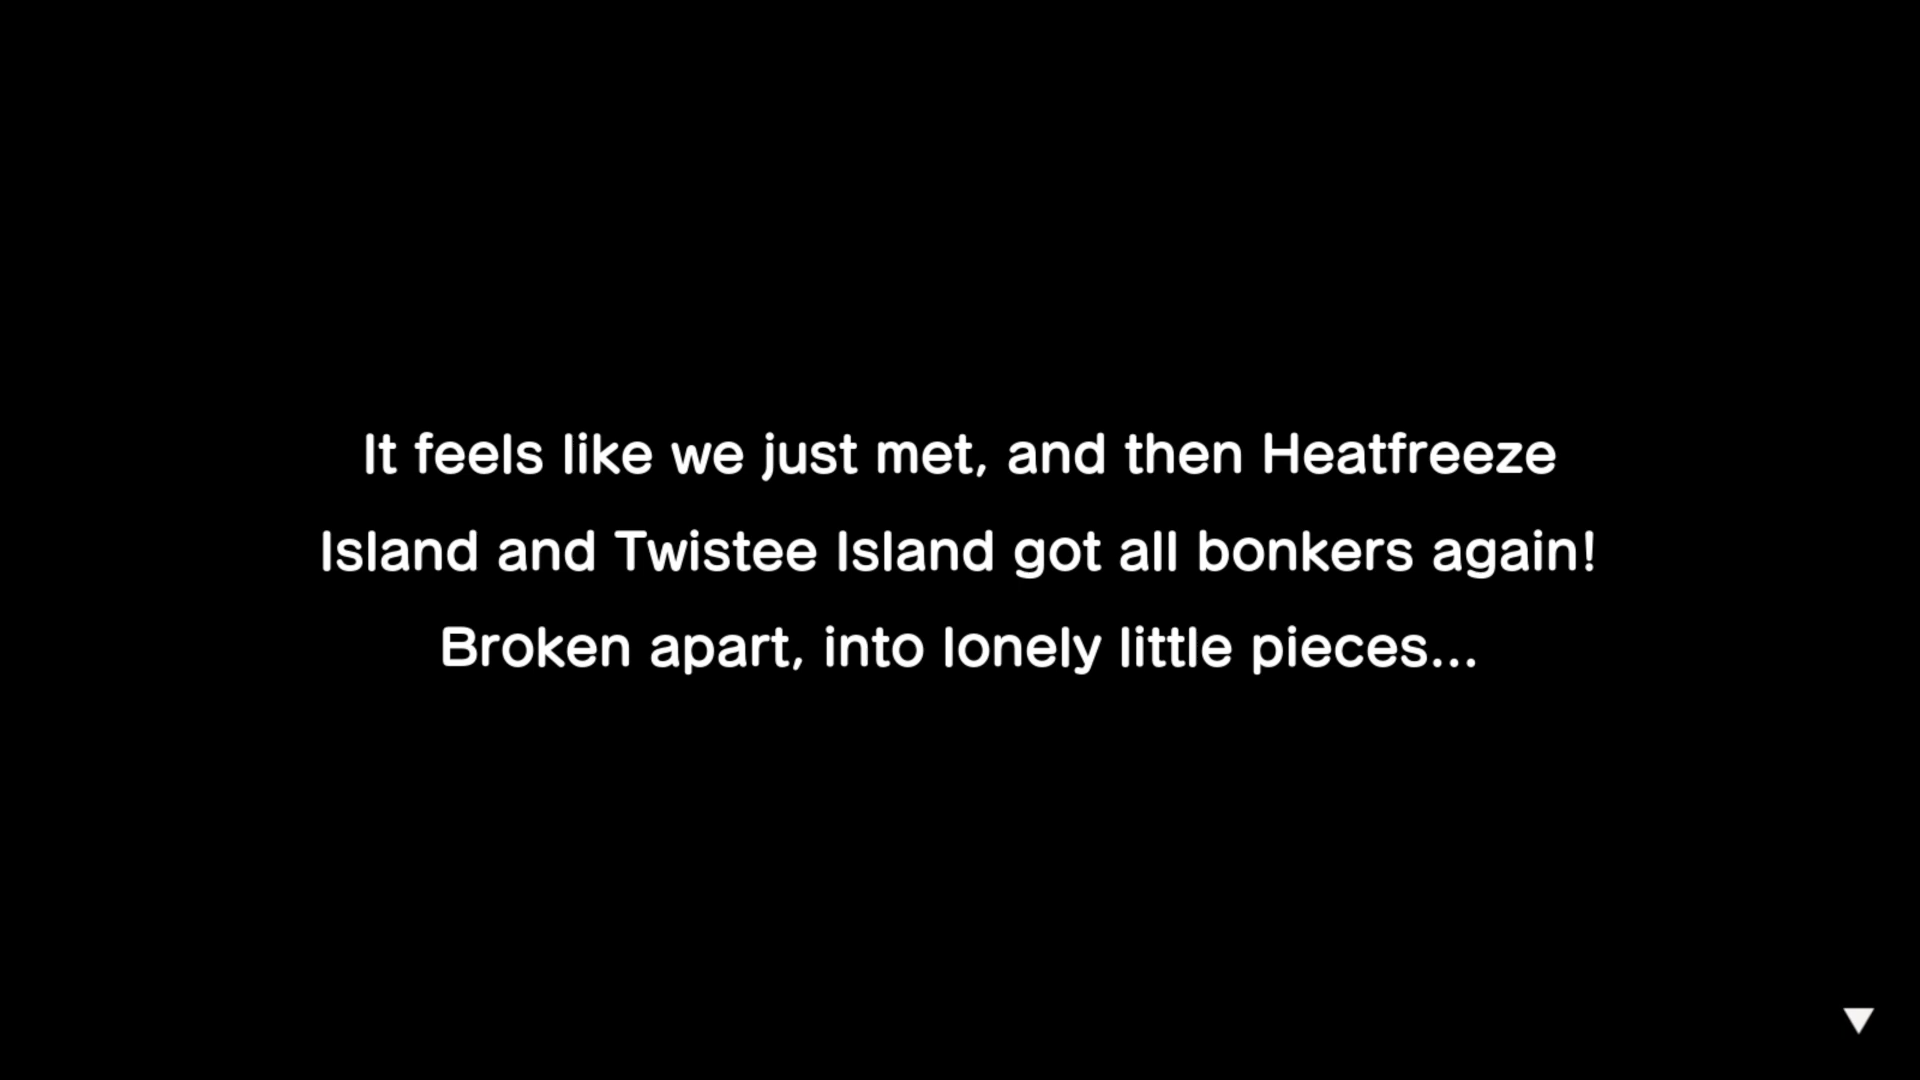 It feels like we just met, and then Heatfreeze
Island and Twistee Island got all bonkers again!
Broken apart, into lonely little pieces...